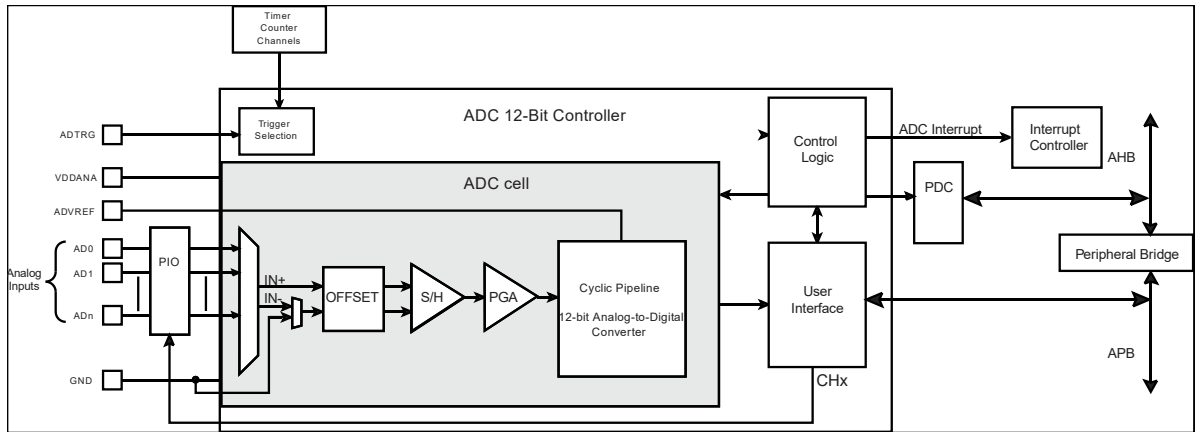 Timer
Counter
Channels
ADTRG
Trigger
Selection
ADC 12-Bit Controller
Control
Logic
ADC Interrupt
Interrupt
Controller
AHB
VDDANA
ADC cell
PDC
ADVREF
Analog
Inputs
AD0
AD1
ADn
PIO
IN+
IN-
OFFSET
S/H
PGA
Cyclic Pipeline
12-bit Analog-to-Digital
Converter
User
Interface
Peripheral Bridge
APB
GND
CHx